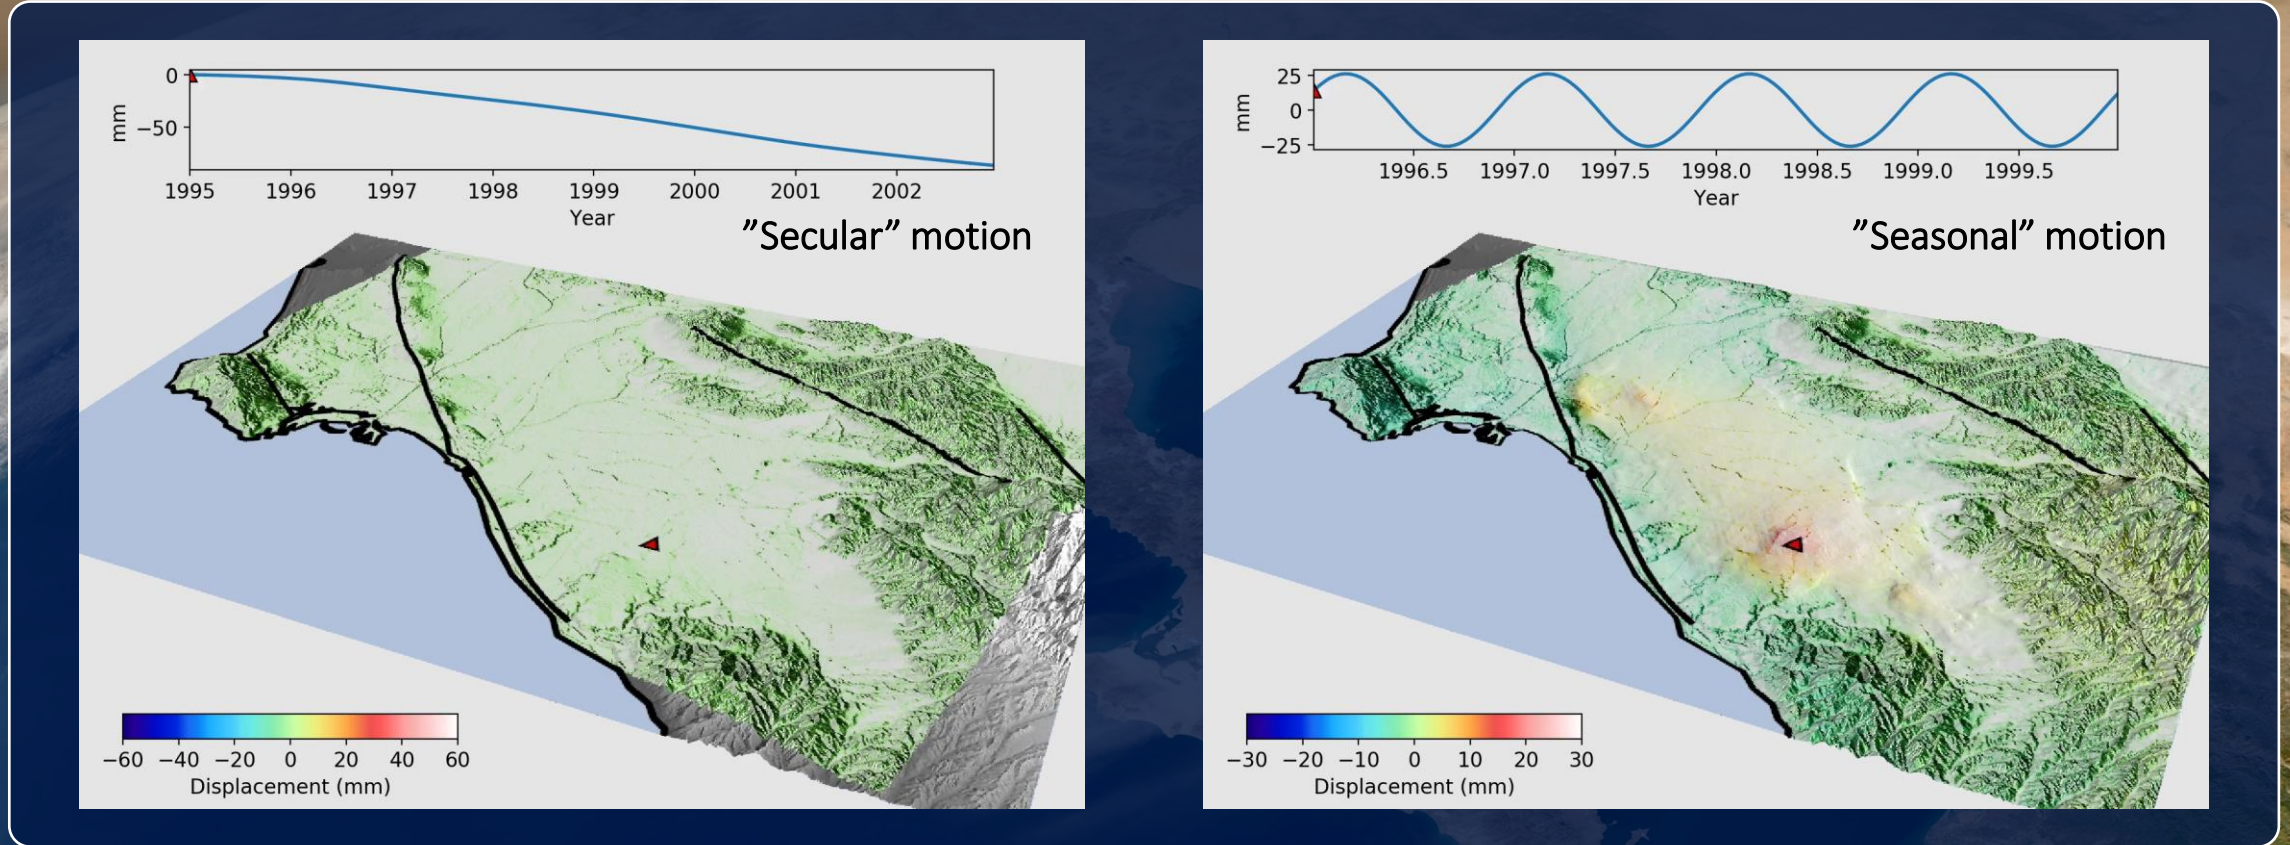 0
−50
mm
1995 1996 1997 1998 1999 2000 2001 2002
Year
”Secular” motion
−60 −40 −20 0 20 40 60
Displacement (mm)
25
0
−25
mm
1996.5 1997.0 1997.5 1998.0 1998.5 1999.0 1999.5
Year
”Seasonal” motion
−30 −20 −10 0 10 20 30
Displacement (mm)